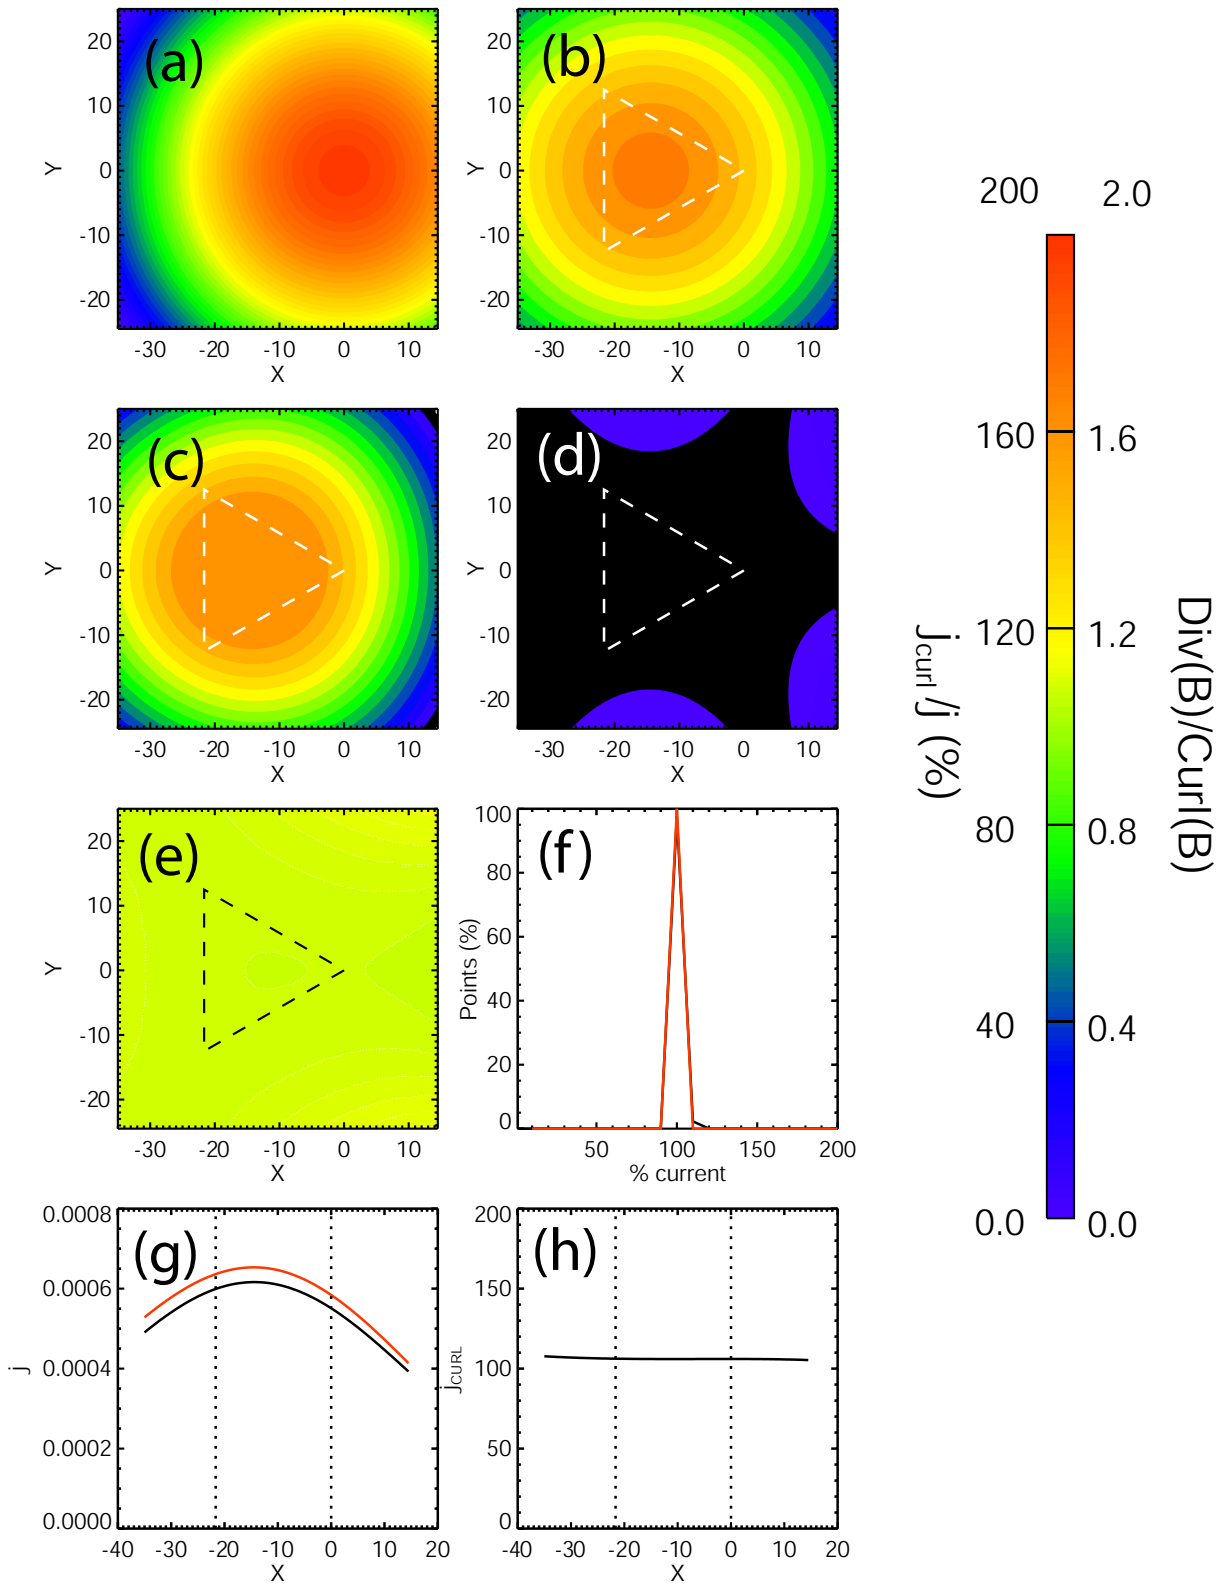 (a)
20
10
0
-10
-20
Y
-30 -20 -10 0 10
X
(b)
20
10
0
-10
-20
Y
-30 -20 -10 0 10
X
(c)
20
10
0
-10
-20
Y
-30 -20 -10 0 10
X
(d)
20
10
0
-10
-20
Y
-30 -20 -10 0 10
X
(e)
20
10
0
-10
-20
Y
-30 -20 -10 0 10
X
(f)
100
80
60
40
20
0
Points (%)
50 100 150 200
% current
(g)
0.0008
0.0006
0.0004
0.0002
0.0000
j
-40 -30 -20 -10 0 10 20
X
(h)
200
150
100
50
0
jCURL
-40 -30 -20 -10 0 10 20
X
200 2.0
160 1.6
120 1.2
80 0.8
40 0.4
0.0 0.0
jcurl/j (%)
Div(B)/Curl(B)